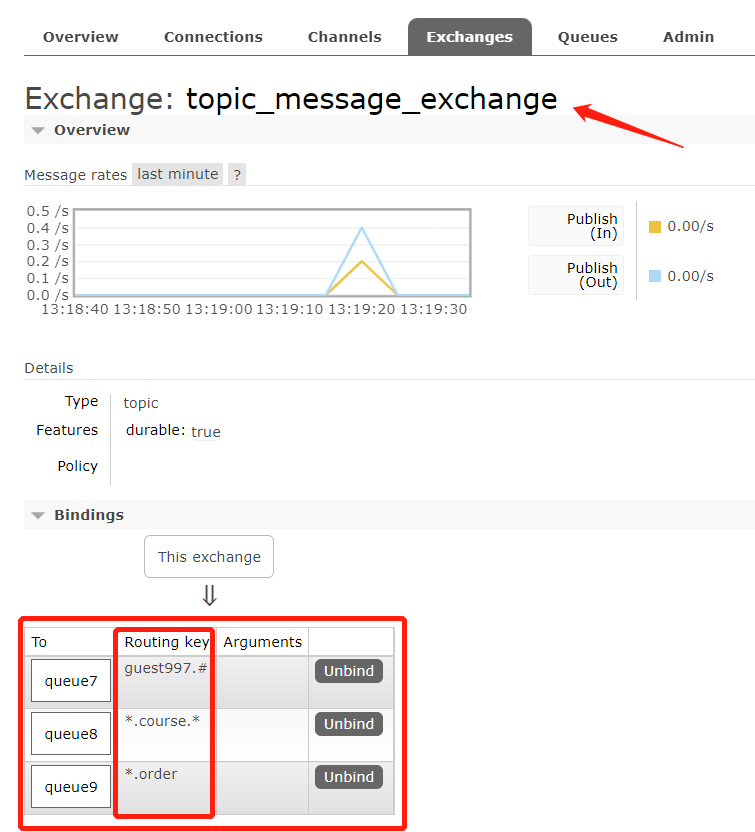 Overview Connections Channels Exchanges Queues Admin
Exchange: topic_message_exchange
Overview
Message rates last minute ?
0.5 /s
0.4 /s
0.3 /s
0.2 /s
0.1 /s
0.0 /s
13:18:40 13:18:50 13:19:00 13:19:10 13:19:20 13:19:30
Publish
(In)
0.00/s
Publish
(Out)
0.00/s
Details
Type topic
Features durable: true
Policy
Bindings
This exchange
⇓
To Routing key Arguments
queue7 guest997.# Unbind
queue8 *.course.* Unbind
queue9 *.order Unbind